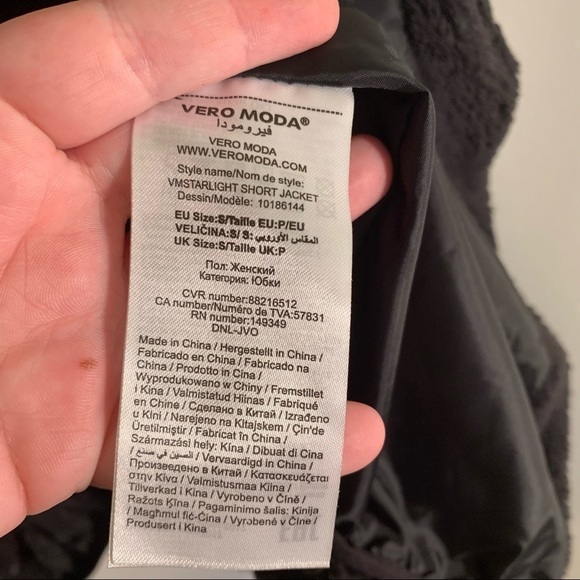 VERO MODA®
فيرومودا
VERO MODA
WWW.VEROMODA.COM
Style name/Nom de style:
VMSTARLIGHT SHORT JACKET
Dessin/Modèle: 10186144
EU Size:S/Taille EU:P/EU
VELIČINA:S/ S: المقاس الأوروبي
UK Size:S/Taille UK:P
Пол: Женский
Категория: Юбки
CVR number:88216512
CA number/Numéro de TVA:57831
RN number:149349
DNL-JVO
Made in China / Hergestellt in China /
Fabricado en China / Fabricado na
China / Prodotto in Cina /
Wyprodukowano w Chiny / Fremstillet
i Kina / Valmistatud Hiinas / Fabriqué
en Chine / Сделано в Китай / Izrađeno
u Kini / Narejeno na Kitajskem / Çin'de
Üretilmiştir / Fabricat în China /
Származási hely: Kína / Dibuat di Cina
/ الصين في صنع / Vervaardigd in China /
Произведено в Китай / Κατασκευάζεται
στην Κίνα / Valmistusmaa Kiina /
Tillverkad i Kina / Vyrobeno v Číně /
Ražots Ķīna / Pagaminimo šalis: Kinija
/ Magħmul fiċ-Ċina / Vyrobené v Číne /
Produsert i Kina